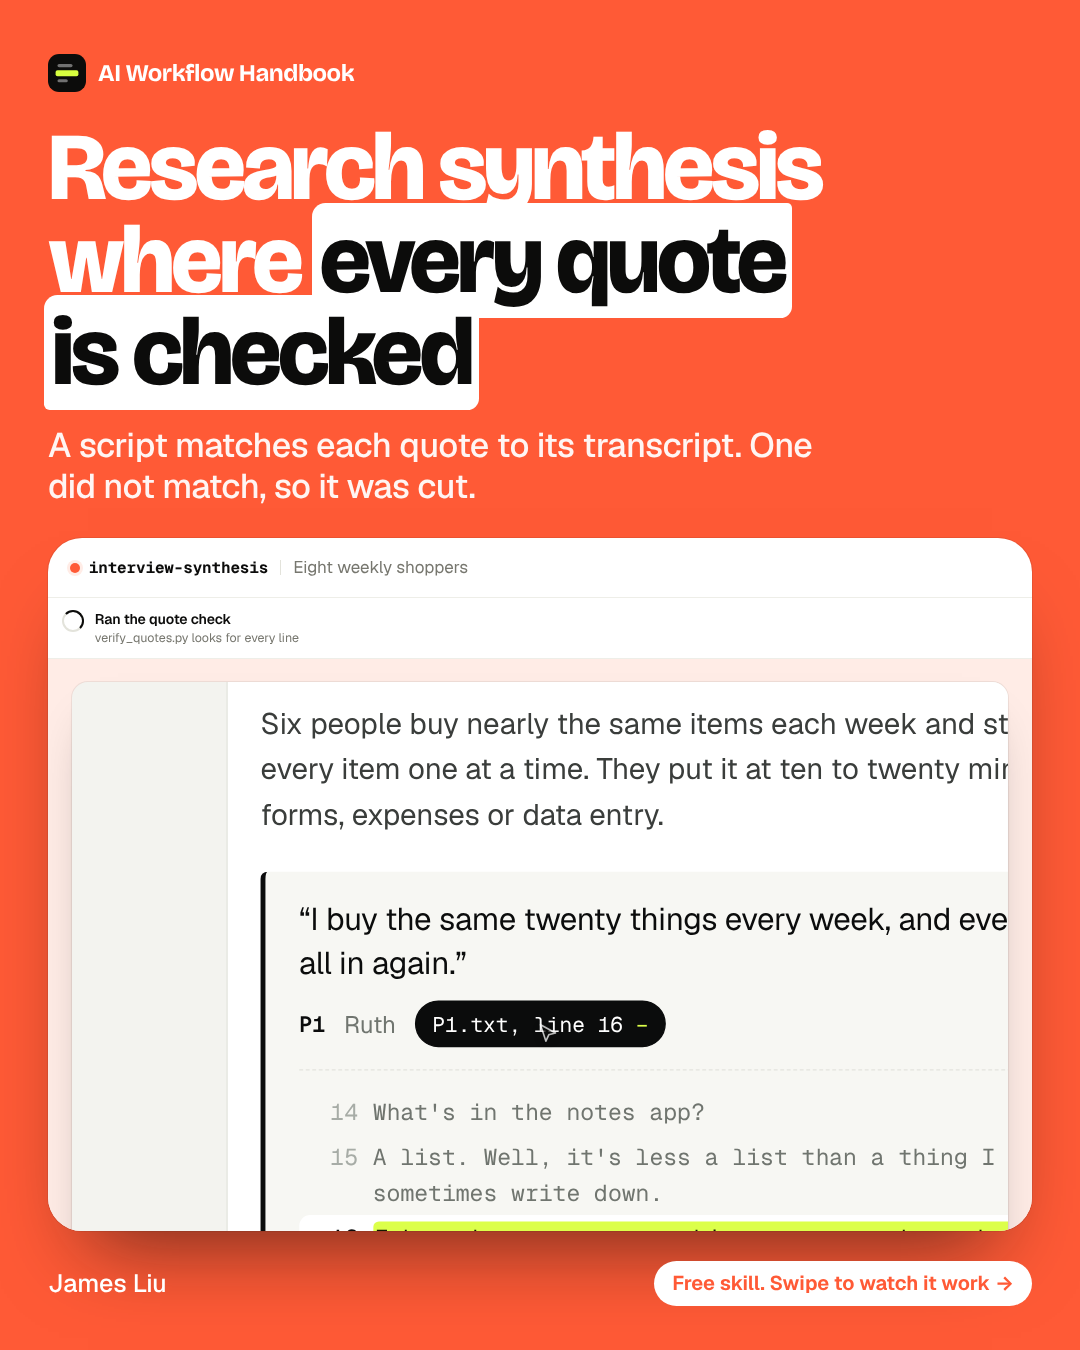 AI Workflow Handbook
Research synthesis
where every quote
is checked
A script matches each quote to its transcript. One
did not match, so it was cut.
interview-synthesis | Eight weekly shoppers
Ran the quote check
verify_quotes.py looks for every line
Six people buy nearly the same items each week and st
every item one at a time. They put it at ten to twenty
forms, expenses or data entry.
“I buy the same twenty things every week, and eve
all in again.”
P1 Ruth P1.txt, line 16 –
14 What's in the notes app?
15 A list. Well, it's less a list than a thing I
sometimes write down.
James Liu
Free skill. Swipe to watch it work →